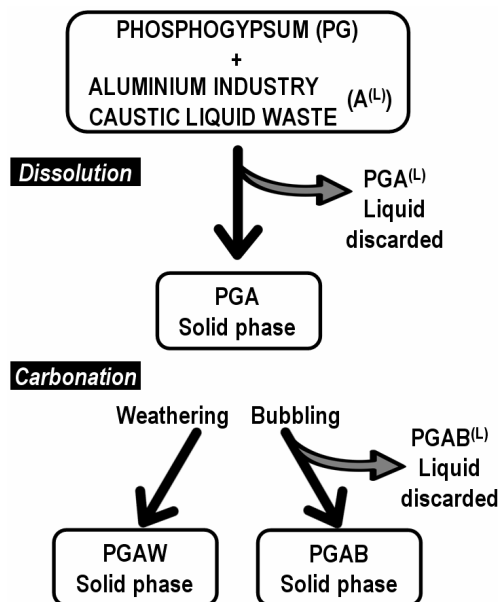 PHOSPHOGYPSUM (PG)
+
ALUMINIUM INDUSTRY
CAUSTIC LIQUID WASTE (A(L))
Dissolution
PGA(L)
Liquid
discarded
PGA
Solid phase
Carbonation
Weathering Bubbling
PGAB(L)
Liquid
discarded
PGAW
Solid phase
PGAB
Solid phase